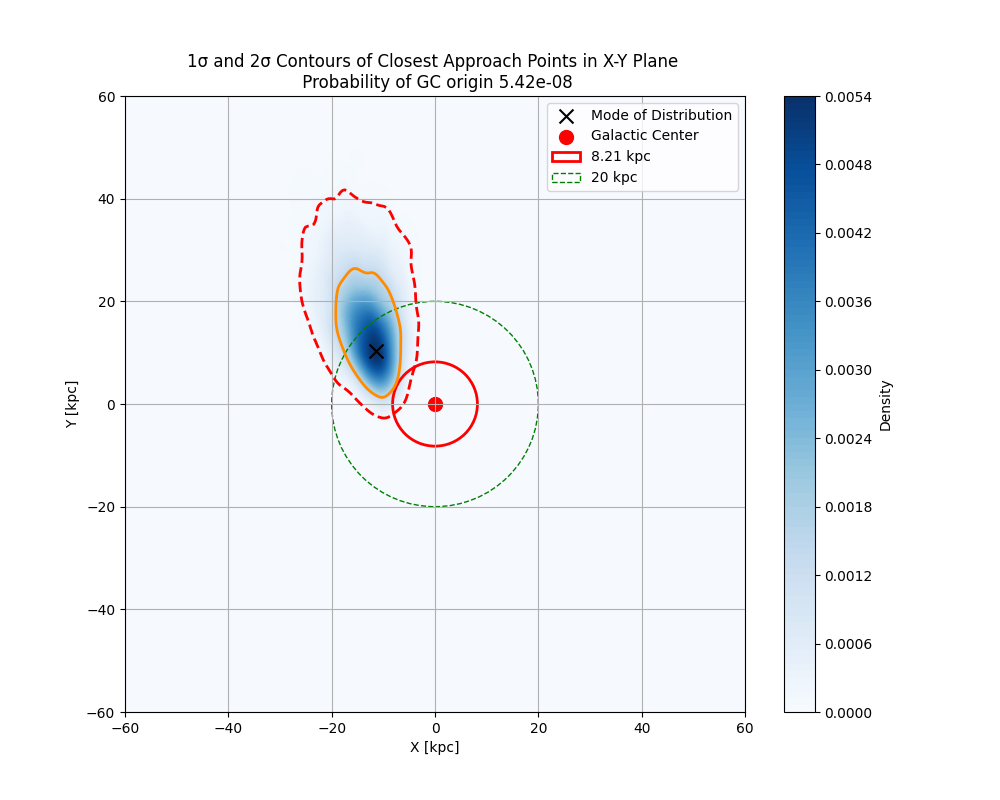 1σ and 2σ Contours of Closest Approach Points in X-Y Plane
Probability of GC origin 5.42e-08
Mode of Distribution
Galactic Center
8.21 kpc
20 kpc
60
40
20
0
−20
−40
−60
Y [kpc]
−60
−40
−20
0
20
40
60
X [kpc]
0.0054
0.0048
0.0042
0.0036
0.0030
0.0024
0.0018
0.0012
0.0006
0.0000
Density